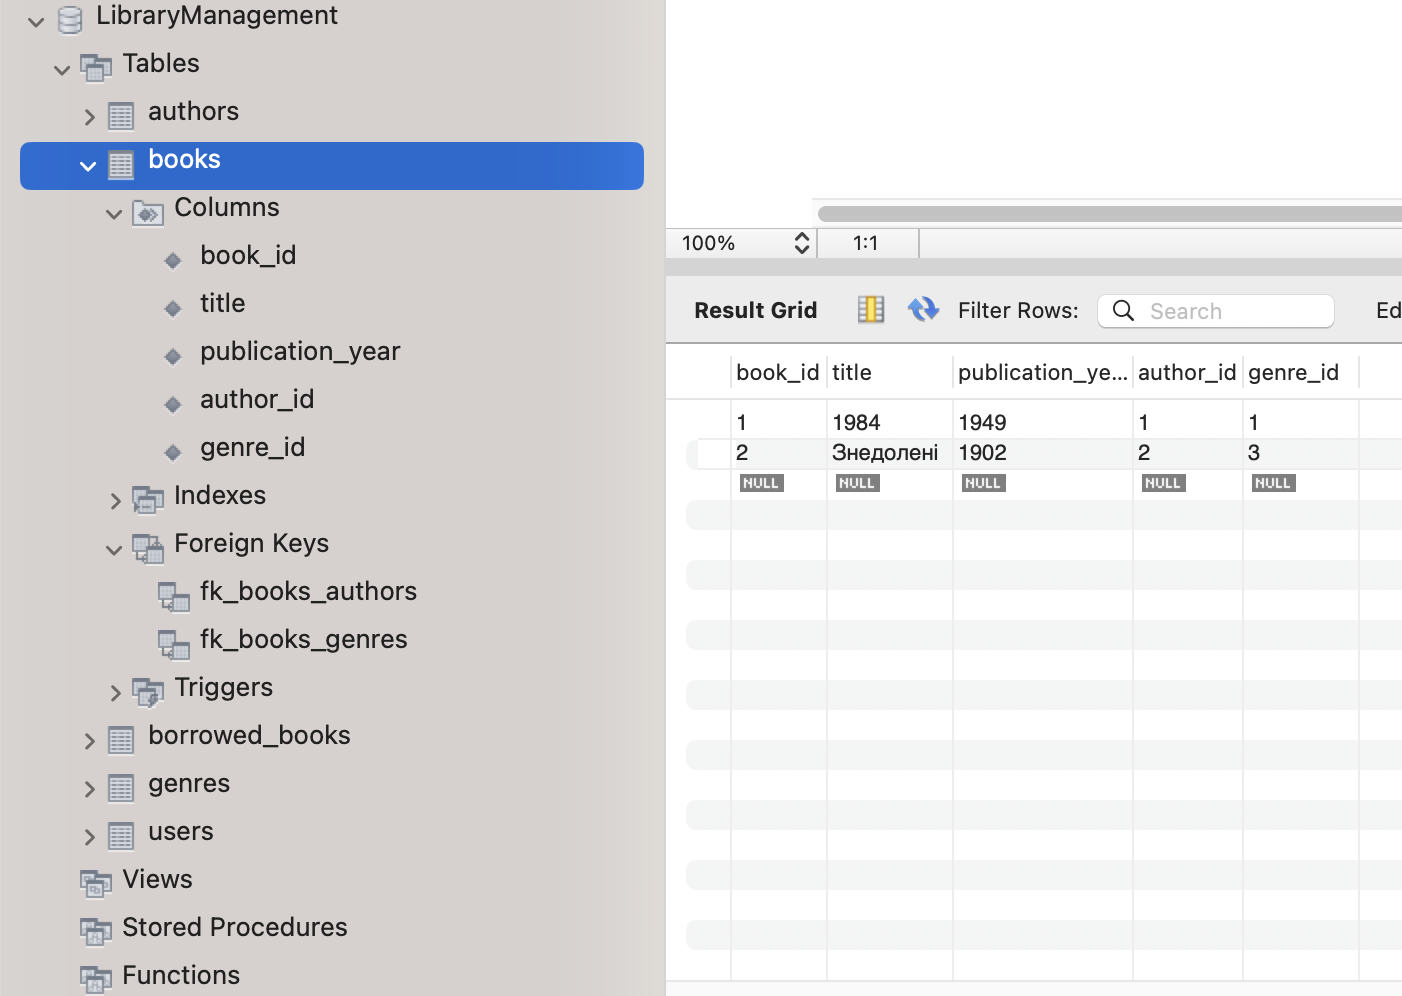 LibraryManagement
Tables
authors
books
Columns
book_id
title
publication_year
author_id
genre_id
Indexes
Foreign Keys
fk_books_authors
fk_books_genres
Triggers
borrowed_books
genres
users
Views
Stored Procedures
Functions
100% 1:1
Result Grid Filter Rows: Search Ed
book_id title publication_ye... author_id genre_id
1 1984 1949 1 1
2 Знедолені 1902 2 3
NULL NULL NULL NULL NULL